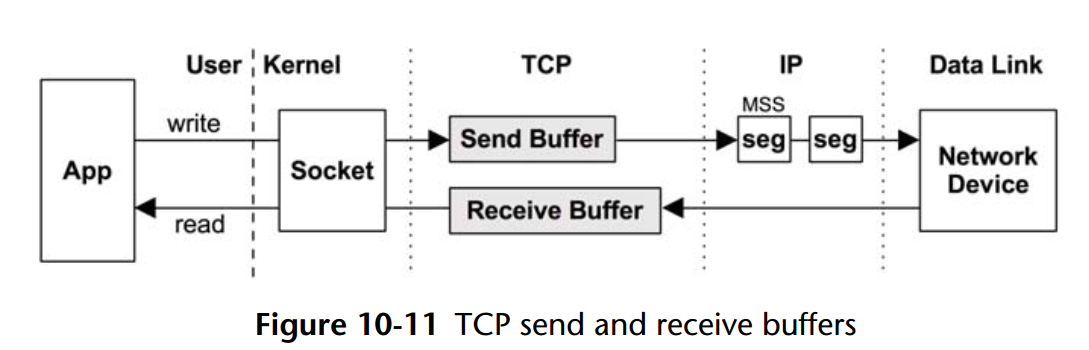 User Kernel TCP IP Data Link
MSS
write
Send Buffer seg seg
App Socket Network
Device
Receive Buffer
read
Figure 10-11 TCP send and receive buffers